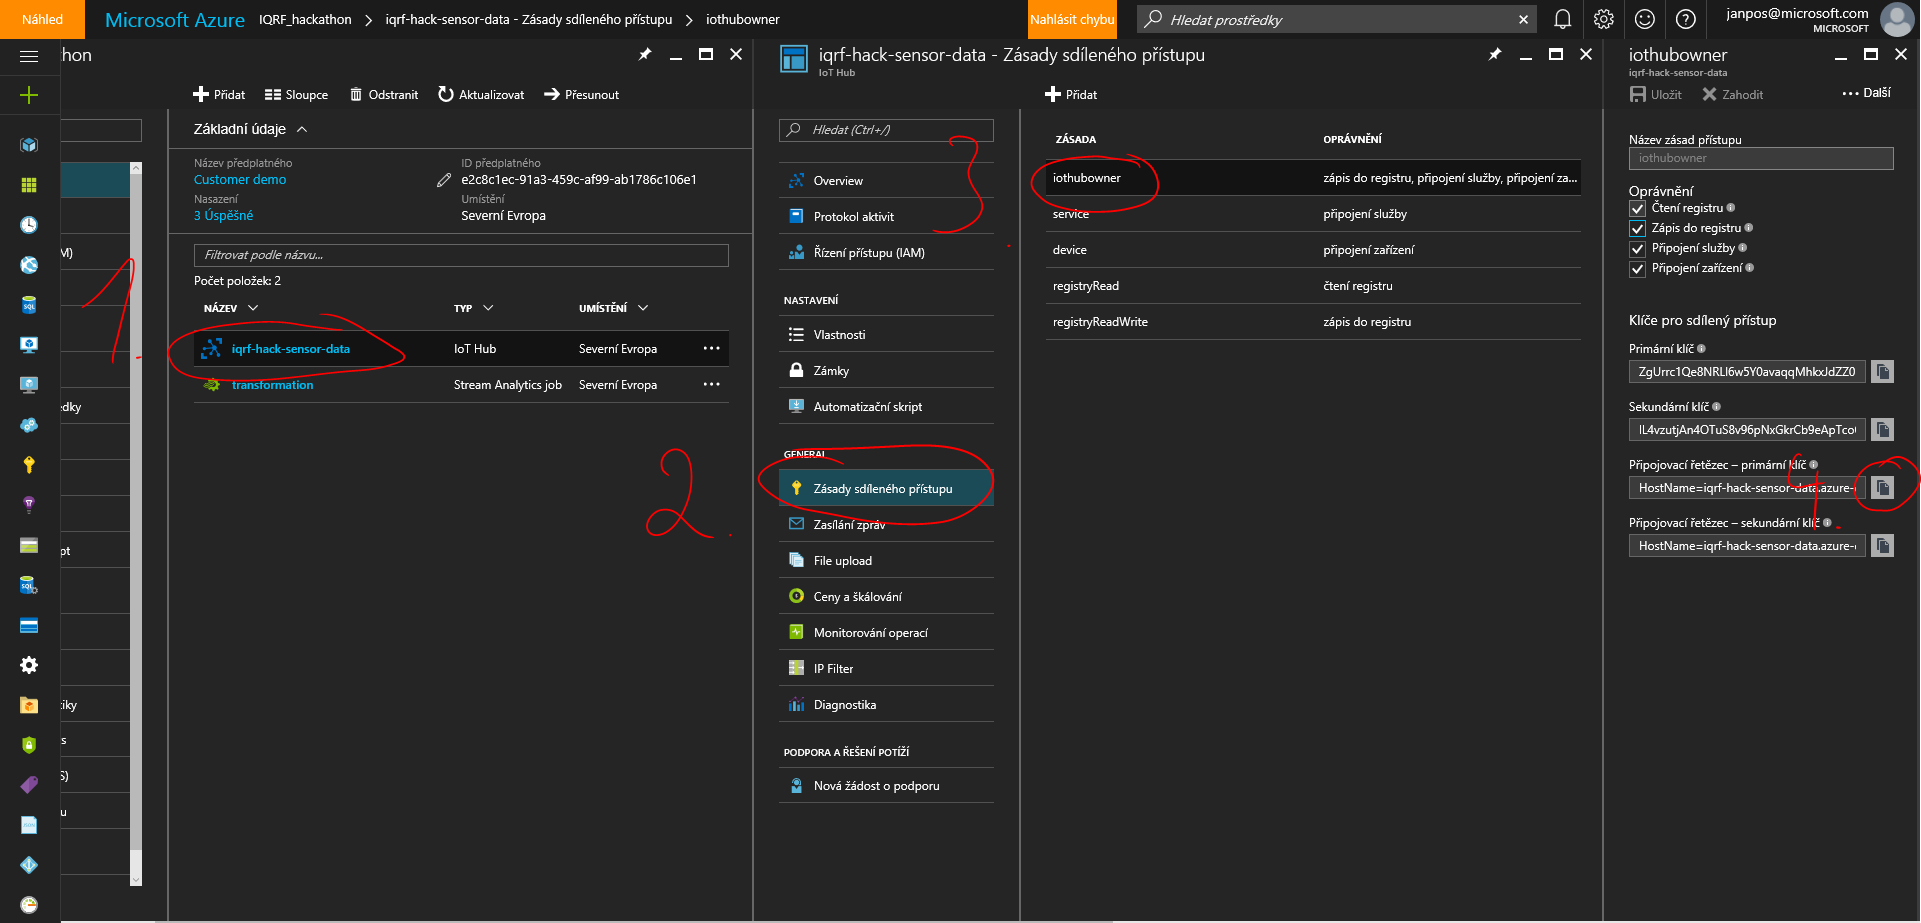 Náhled
Microsoft Azure
IQRF_hackathon > iqrf-hack-sensor-data - Zásady sdíleného přístupu > iothubowner
Nahlásit chybu
Hledat prostředky
janpos@microsoft.com
MICROSOFT
thon
M)
edky
pt
tiky
s
S)
u
1.
Přidat
Sloupce
Odstranit
Aktualizovat
Přesunout
Základní údaje
Název předplatného
Customer demo
Nasazení
3 Úspěšné
ID předplatného
e2c8c1ec-91a3-459c-af99-ab1786c106e1
Umístění
Severní Evropa
Filtrovat podle názvu...
Počet položek: 2
NÁZEV TYP UMÍSTĚNÍ
iqrf-hack-sensor-data IoT Hub Severní Evropa ...
transformation Stream Analytics job Severní Evropa ...
2.
iqrf-hack-sensor-data - Zásady sdíleného přístupu
IoT Hub
Hledat (Ctrl+/)
3.
Overview
Protokol aktivit
Řízení přístupu (IAM)
NASTAVENÍ
Vlastnosti
Zámky
Automatizační skript
GENERAL
Zásady sdíleného přístupu
Zasílání zpráv
File upload
Ceny a škálování
Monitorování operací
IP Filter
Diagnostika
PODPORA A ŘEŠENÍ POTÍŽÍ
Nová žádost o podporu
Přidat
ZÁSADA OPRÁVNĚNÍ
iothubowner zápis do registru, připojení služby, připojení za...
service připojení služby
device připojení zařízení
registryRead čtení registru
registryReadWrite zápis do registru
iothubowner
iqrf-hack-sensor-data
Uložit
Zahodit
... Další
Název zásad přístupu
iothubowner
Oprávnění
Čtení registru
Zápis do registru
Připojení služby
Připojení zařízení
Klíče pro sdílený přístup
Primární klíč
Sekundární klíč
Připojovací řetězec – primární klíč
HostName=iqrf-hack-sensor-data.azure-
4.
Připojovací řetězec – sekundární klíč
HostName=iqrf-hack-sensor-data.azure-